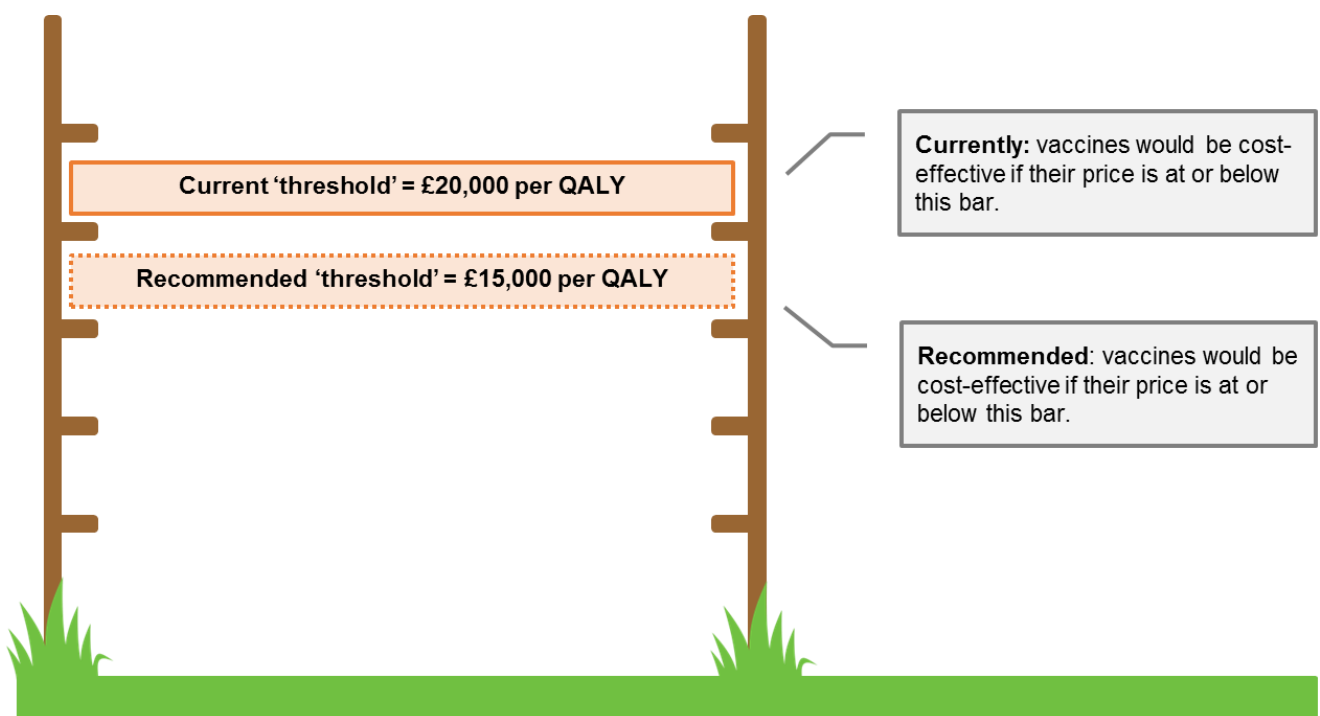 Current ‘threshold’ = £20,000 per QALY
Recommended ‘threshold’ = £15,000 per QALY
Currently: vaccines would be cost-
effective if their price is at or below
this bar.
Recommended: vaccines would be
cost-effective if their price is at or
below this bar.